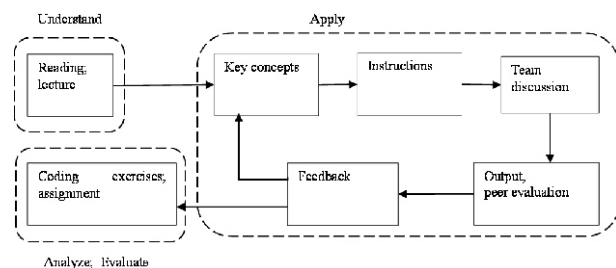 Understand
Apply
Reading,
lecture
Key concepts
Instructions
Team
discussion
Coding exercises,
assignment
Feedback
Output,
peer evaluation
Analyze, Evaluate